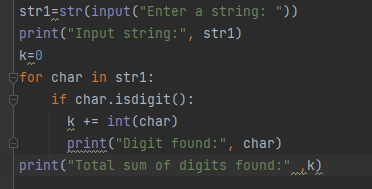 str1=str(input("Enter a string: "))
print("Input string:", str1)
k=0
for char in str1:
    if char.isdigit():
      k += int(char)
      print("Digit found:", char)
print("Total sum of digits found:" ,k)